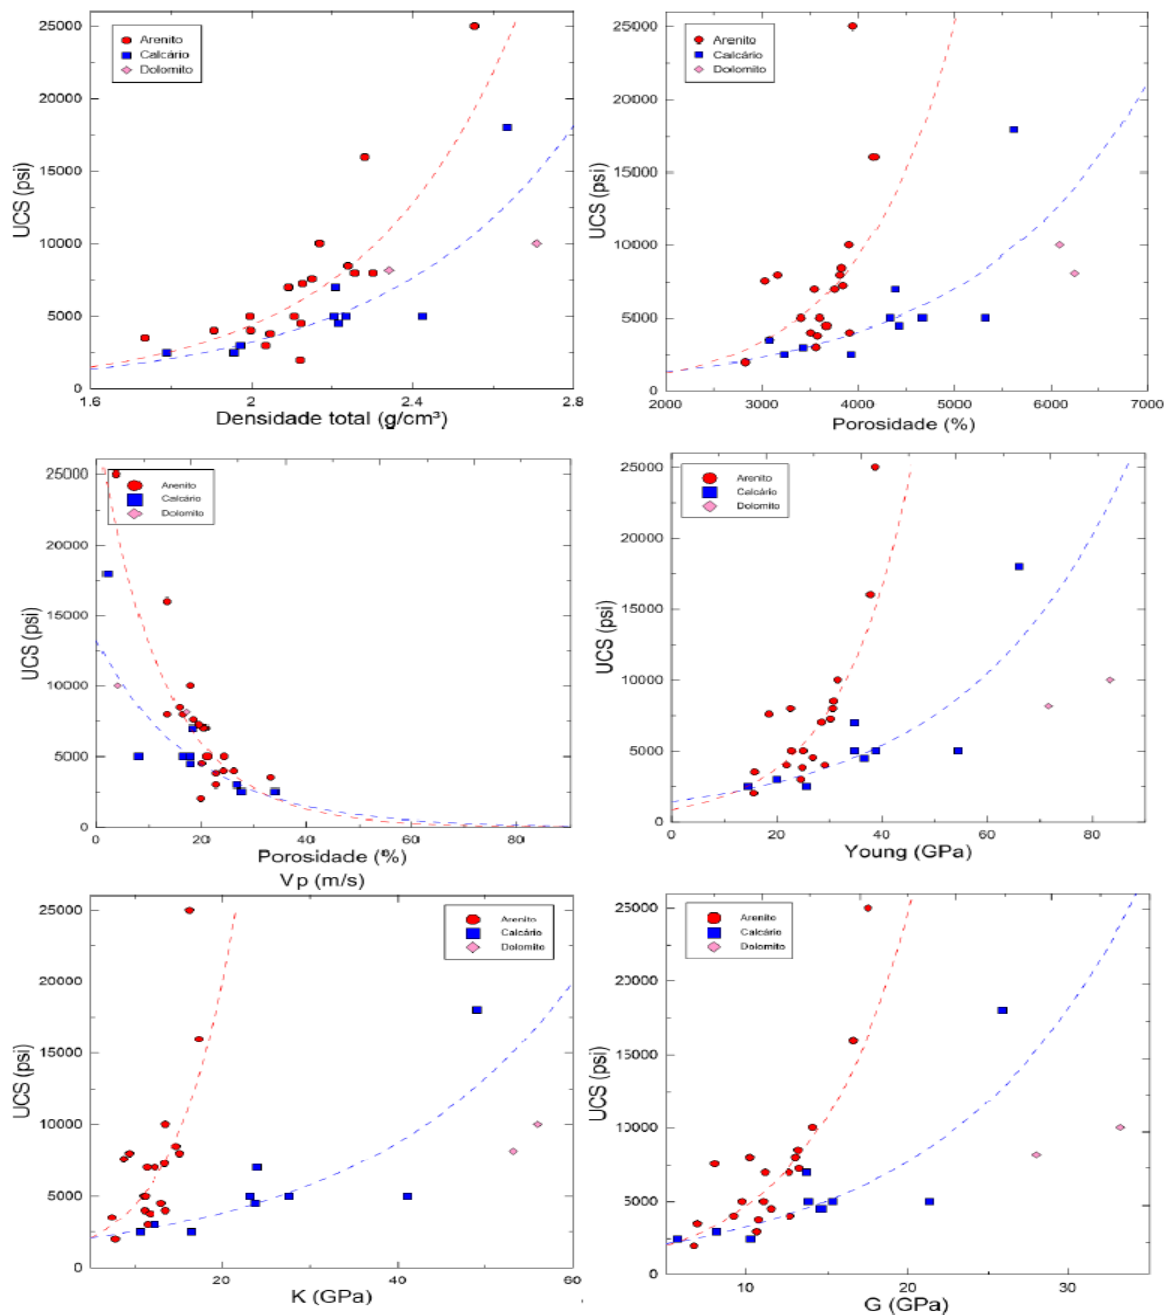 25000
20000
15000
10000
5000
0
UCS (psi)
Arenito
Calcário
Dolomito
1.6 2 2.4 2.8
Densidade total (g/cm³)
25000
20000
15000
10000
5000
0
UCS (psi)
Arenito
Calcário
Dolomito
2000 3000 4000 5000 6000 7000
Porosidade (%)
25000
20000
15000
10000
5000
0
UCS (psi)
Arenito
Calcário
Dolomito
0 20 40 60 80
Porosidade (%)
Vp (m/s)
25000
20000
15000
10000
5000
0
UCS (psi)
Arenito
Calcário
Dolomito
0 20 40 60 80
Young (GPa)
25000
20000
15000
10000
5000
0
UCS (psi)
Arenito
Calcário
Dolomito
20 40 60
K (GPa)
25000
20000
15000
10000
5000
0
UCS (psi)
Arenito
Calcário
Dolomito
10 20 30
G (GPa)